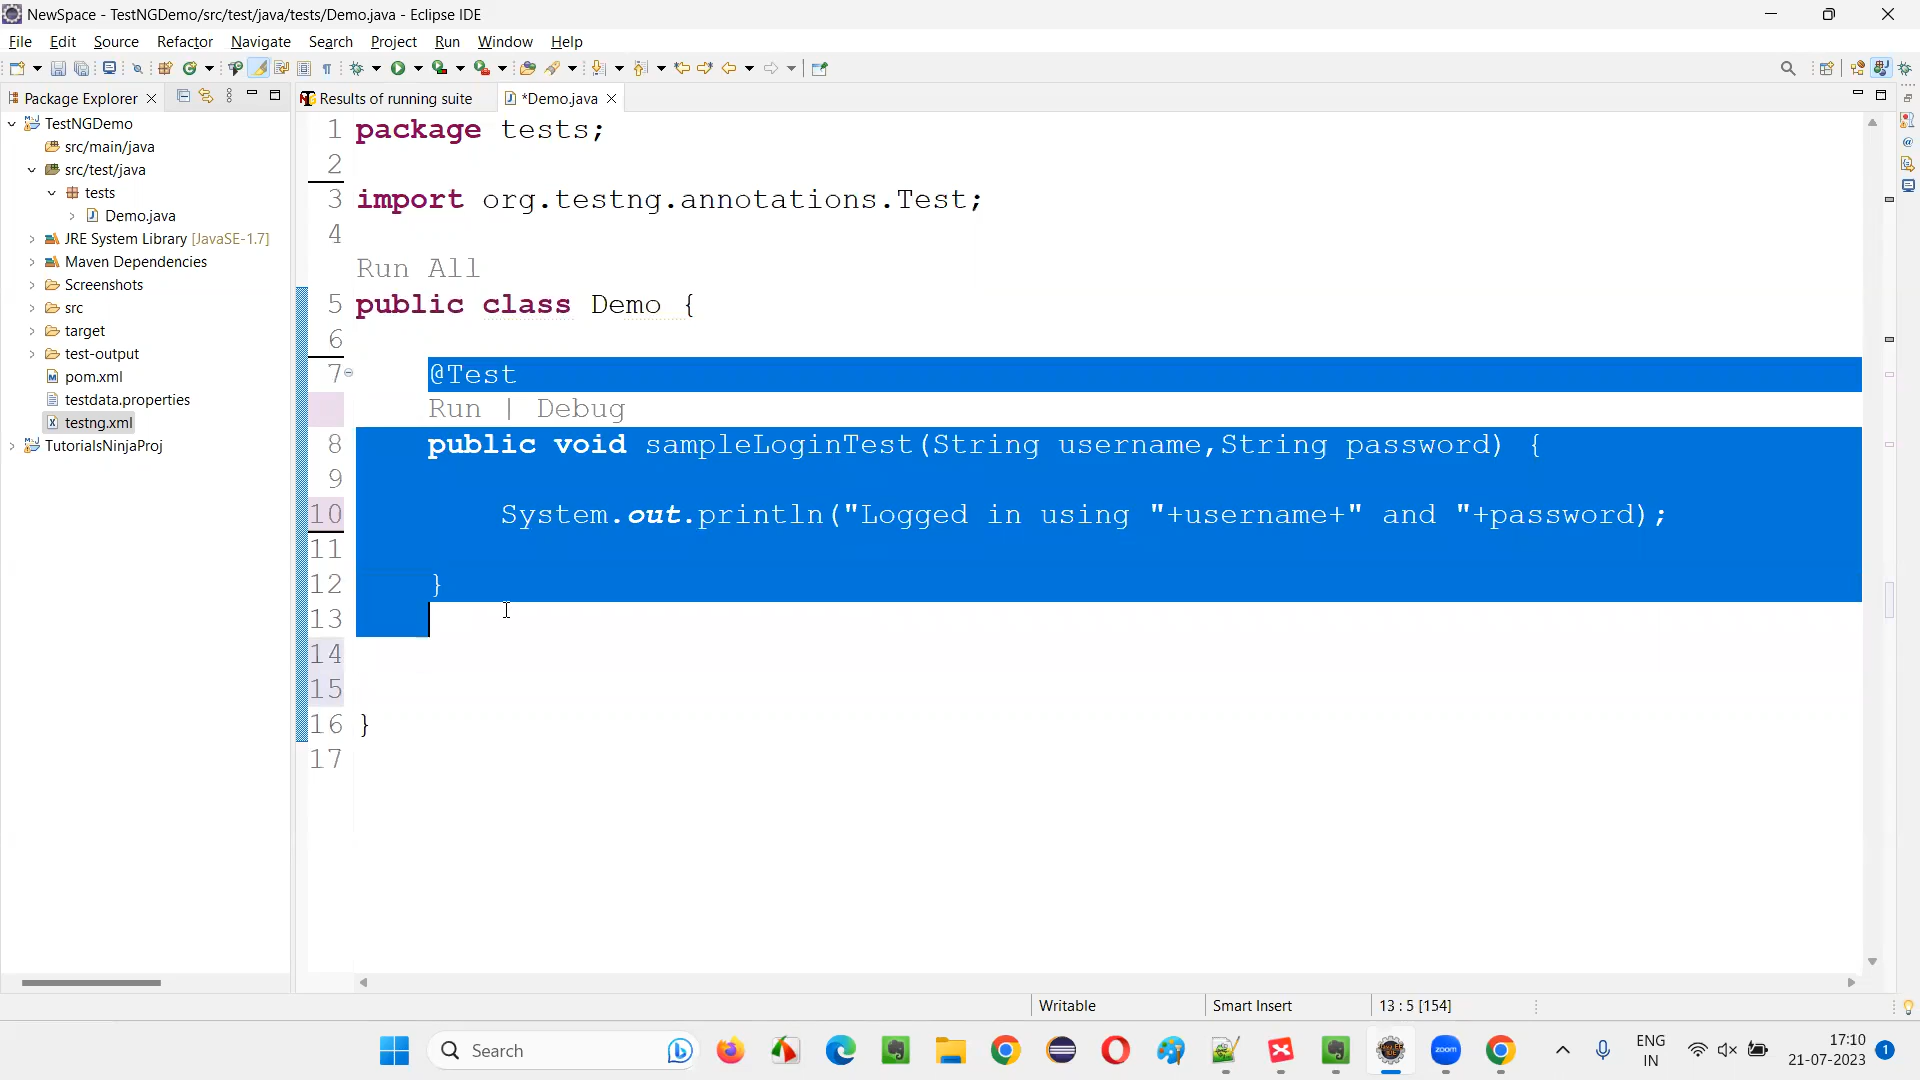 NewSpace - TestNGDemo/src/test/java/tests/Demo.java - Eclipse IDE
File Edit Source Refactor Navigate Search Project Run Window Help
Package Explorer
Results of running suite
*Demo.java
TestNGDemo
src/main/java
src/test/java
tests
Demo.java
JRE System Library [JavaSE-1.7]
Maven Dependencies
Screenshots
src
target
test-output
pom.xml
testdata.properties
testng.xml
TutorialsNinjaProj
1 package tests;
2
3 import org.testng.annotations.Test;
4
Run All
5 public class Demo {
6
7 @Test
Run | Debug
8 public void sampleLoginTest(String username,String password) {
9
10 System.out.println("Logged in using "+username+" and "+password);
11
12 }
13
14
15
16 }
17
Writable
Smart Insert
13 : 5 [154]
Search
zoom
ENG
IN
17:10
21-07-2023
1